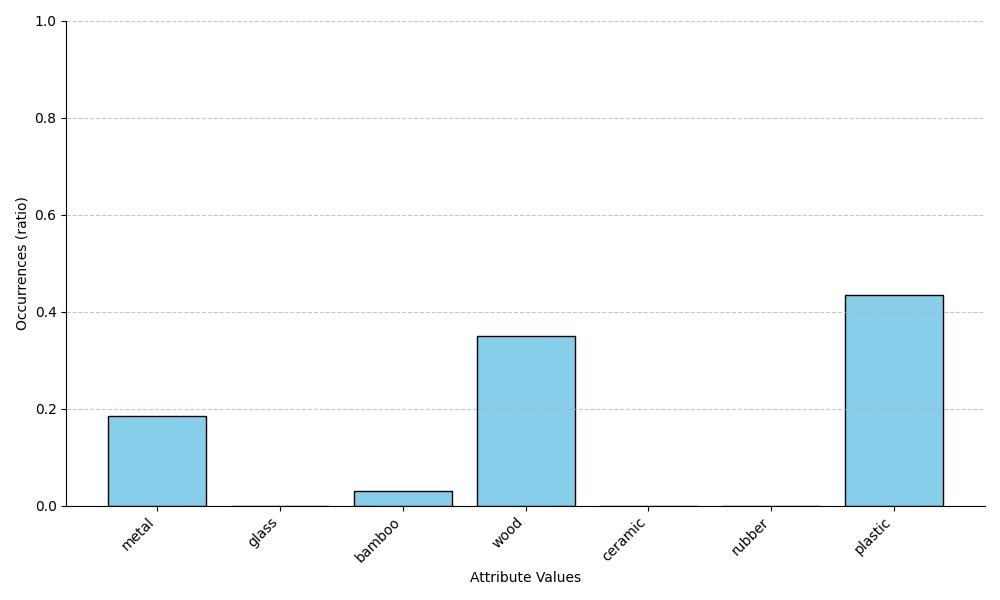 1.0
0.8
0.6
0.4
0.2
0.0
Occurrences (ratio)
metal
glass
bamboo
wood
ceramic
rubber
plastic
Attribute Values